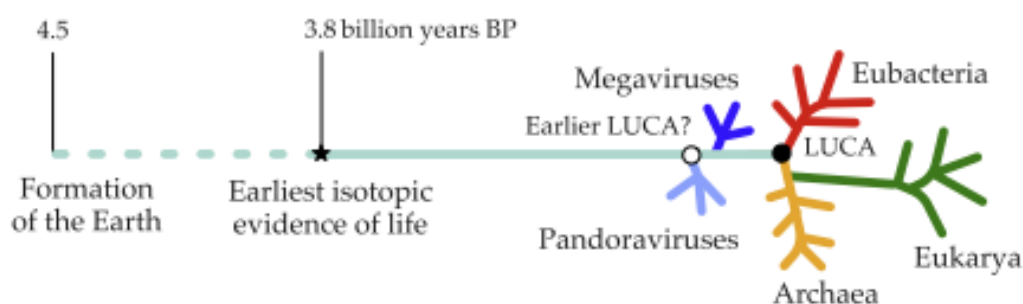 4.5
3.8 billion years BP
Megaviruses
Eubacteria
Earlier LUCA?
LUCA
Formation
of the Earth
Earliest isotopic
evidence of life
Pandoraviruses
Eukarya
Archaea